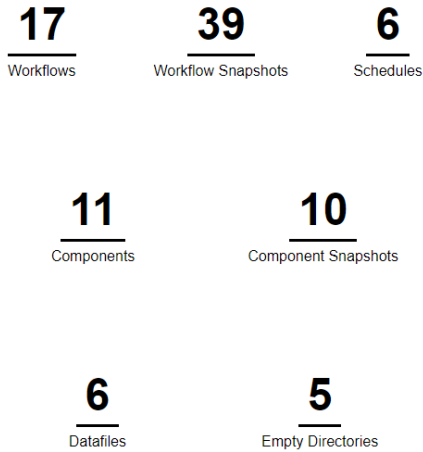 17 39 6
Workflows Workflow Snapshots Schedules
11 10
Components Component Snapshots
6 5
Datafiles Empty Directories